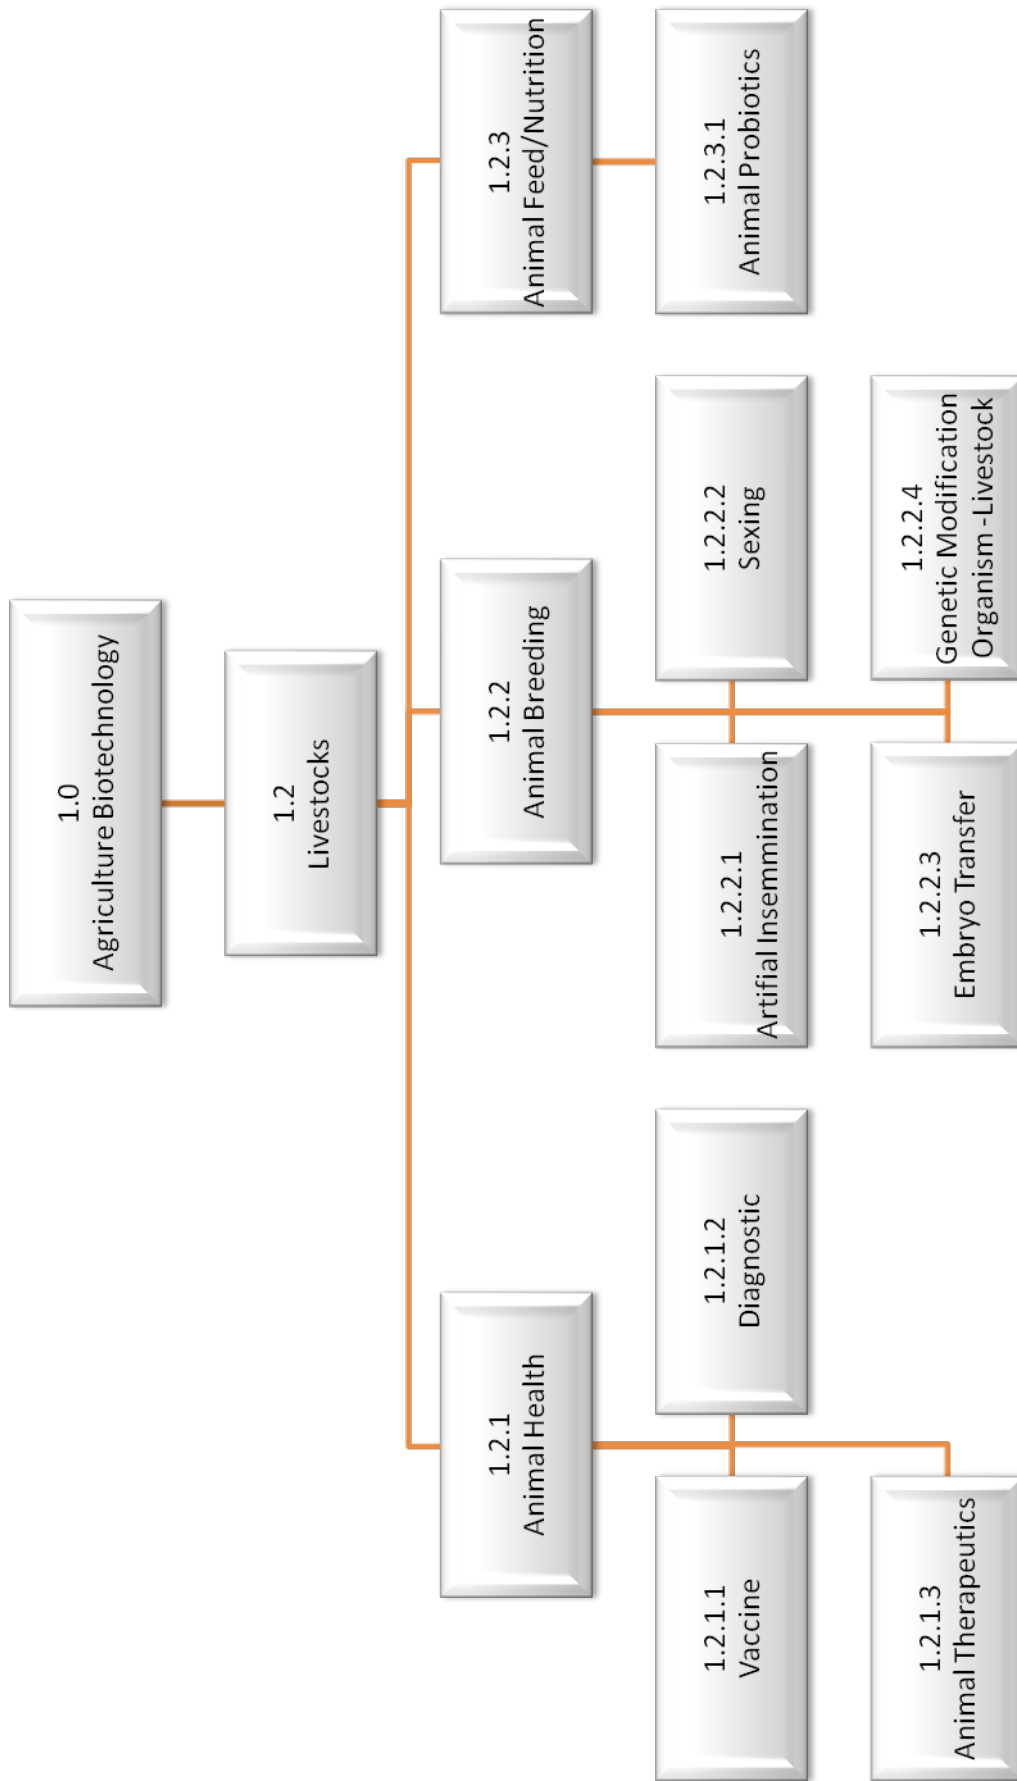 1.0
Agriculture Biotechnology
1.2
Livestocks
1.2.1
Animal Health
1.2.2
Animal Breeding
1.2.3
Animal Feed/Nutrition
1.2.1.1
Vaccine
1.2.1.2
Diagnostic
1.2.2.1
Artifial Insemmination
1.2.2.2
Sexing
1.2.3.1
Animal Probiotics
1.2.1.3
Animal Therapeutics
1.2.2.3
Embryo Transfer
1.2.2.4
Genetic Modification
Organism -Livestock